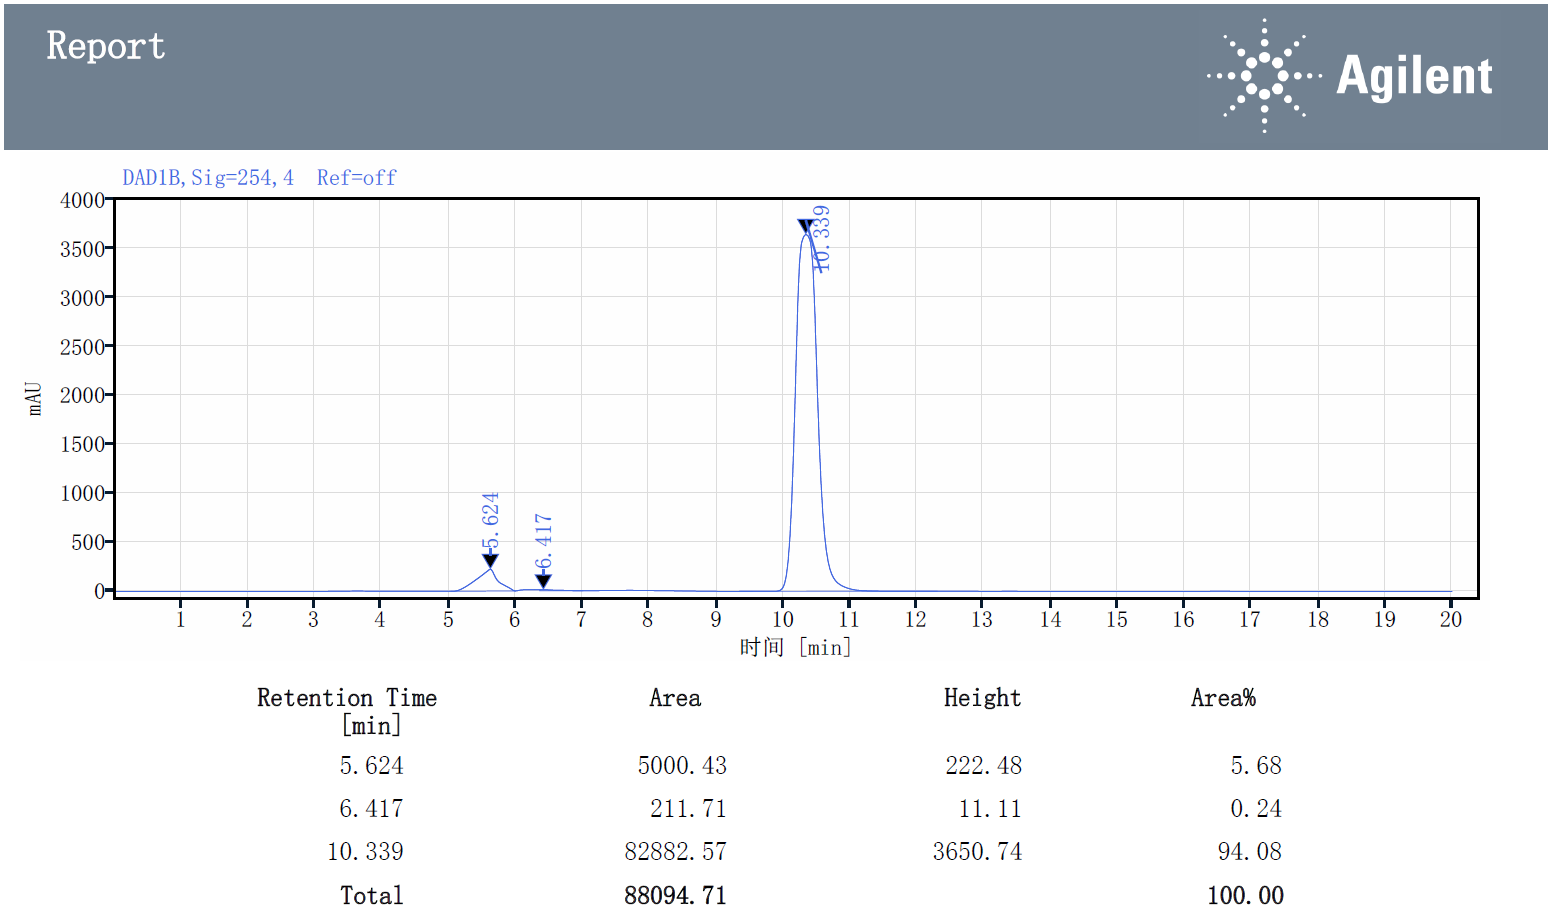 Report
Agilent
DAD1B,Sig=254,4 Ref=off
4000
3500
3000
2500
2000
1500
1000
500
0
mAU
5.624
6.417
10.339
1 2 3 4 5 6 7 8 9 10 11 12 13 14 15 16 17 18 19 20
时间 [min]
Retention Time Area Height Area%
[min]
5.624 5000.43 222.48 5.68
6.417 211.71 11.11 0.24
10.339 82882.57 3650.74 94.08
Total 88094.71 100.00